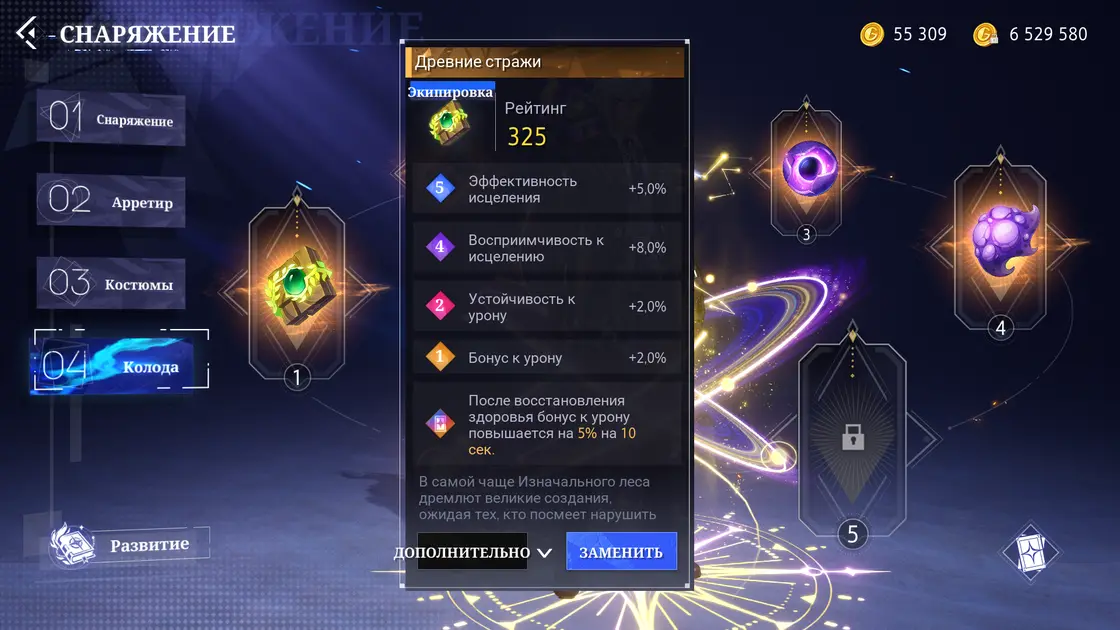 СНАРЯЖЕНИЕ
55 309
6 529 580
01 Снаряжение
02 Арретир
03 Костюмы
04 Колода
Развитие
1
Древние стражи
Экипировка
Рейтинг
325
5 Эффективность
исцеления
+5,0%
4 Восприимчивость к
исцелению
+8,0%
2 Устойчивость к
урону
+2,0%
1 Бонус к урону +2,0%
После восстановления
здоровья бонус к урону
повышается на 5% на 10
сек.
В самой чаще Изначального леса
дремлют великие создания,
ожидая тех, кто посмеет нарушить
ДОПОЛНИТЕЛЬНО
ЗАМЕНИТЬ
3
4
5